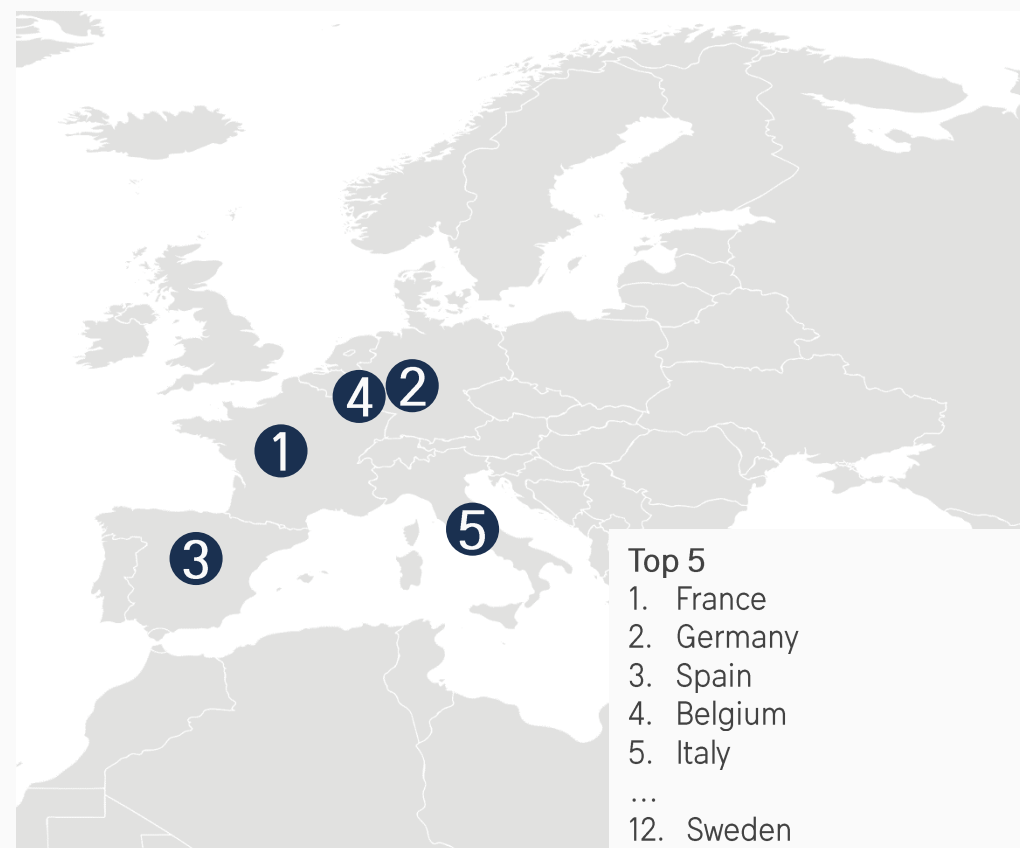 4
2
1
5
3
Top 5
1. France
2. Germany
3. Spain
4. Belgium
5. Italy
...
12. Sweden